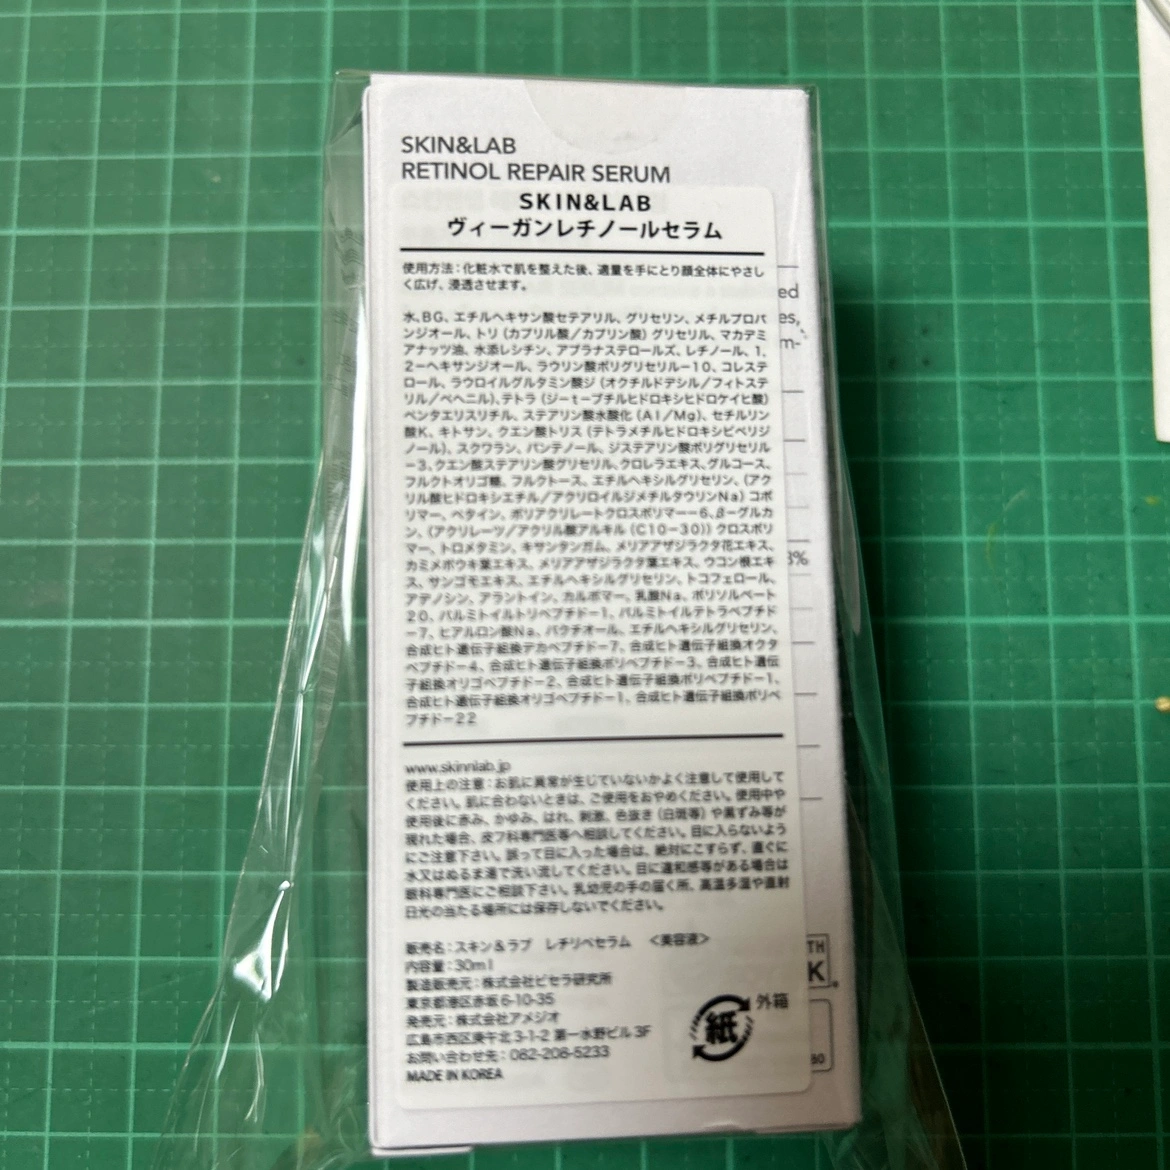 SKIN&LAB
RETINOL REPAIR SERUM
SKIN&LAB
ヴィーガンレチノールセラム
使用方法：化粧水で肌を整えた後、適量を手にとり顔全体にやさし
く広げ、浸透させます。
水、BG、エチルヘキサン酸セテアリル、グリセリン、メチルプロパ
ンジオール、トリ（カプリル酸／カプリン酸）グリセリル、マカデミ
アナッツ油、水添レシチン、アブラナステロールズ、レチノール、1,
2－ヘキサンジオール、ラウリン酸ポリグリセリル－10、コレステ
ロール、ラウロイルグルタミン酸ジ（オクチルドデシル／フィトステ
リル／ベヘニル）、テトラ（ジーt－ブチルヒドロキシヒドロケイヒ酸）
ペンタエリスリチル、ステアリン酸水酸化（Al／Mg）、セチルリン
酸K、キトサン、クエン酸トリス（テトラメチルヒドロキシピペリジ
ノール）、スクワラン、パンテノール、ジステアリン酸ポリグリセリル
－3、クエン酸ステアリン酸グリセリル、クロレラエキス、グルコース、
フルクトオリゴ糖、フルクトース、エチルヘキシルグリセリン、（アク
リル酸ヒドロキシエチル／アクリロイルジメチルタウリンNa）コポ
リマー、ベタイン、ポリアクリレートクロスポリマー－6、β－グルカ
ン、（アクリレーツ／アクリル酸アルキル（C10－30））クロスポリ
マー、トロメタミン、キサンタンガム、メリアアザジラクタ花エキス、
カミメボウキ葉エキス、メリアアザジラクタ葉エキス、ウコン根エキ
ス、サンゴモエキス、エチルヘキシルグリセリン、トコフェロール、
アデノシン、アラントイン、カルボマー、乳酸Na、ポリソルベート
20、パルミトイルトリペプチド－1、パルミトイルテトラペプチド
－7、ヒアルロン酸Na、バクチオール、エチルヘキシルグリセリン、
合成ヒト遺伝子組換デカペプチド－7、合成ヒト遺伝子組換オクタ
ペプチド－4、合成ヒト遺伝子組換ポリペプチド－3、合成ヒト遺伝
子組換オリゴペプチド－2、合成ヒト遺伝子組換ポリペプチド－1、
合成ヒト遺伝子組換オリゴペプチド－1、合成ヒト遺伝子組換ポリペ
プチド－22
www.skinnlab.jp
使用上の注意：お肌に異常が生じていないかよく注意して使用して
ください。肌に合わないときは、ご使用をおやめください。使用中や
使用後に赤み、かゆみ、はれ、刺激、色抜き（白斑等）や黒ずみ等が
現れた場合、皮フ科専門医等へ相談してください。目に入らないよう
にご注意下さい。誤って目に入った場合は、絶対にこすらず、直ぐに
水又はぬるま湯で洗い流してください。目に違和感等がある場合は
眼科専門医にご相談下さい。乳幼児の手の届く所、高温多湿や直射
日光の当たる場所には保存しないでください。
販売名：スキン＆ラブ レチリペセラム ＜美容液＞
内容量：30ml
製造販売元：株式会社ピセラ研究所
東京都港区赤坂6-10-35
発売元：株式会社アメジオ
広島市西区庚午北3-1-2 第一水野ビル3F
お問い合わせ先：082-208-5233
MADE IN KOREA
紙
外箱
ed
es,
m-
3%
TH
K